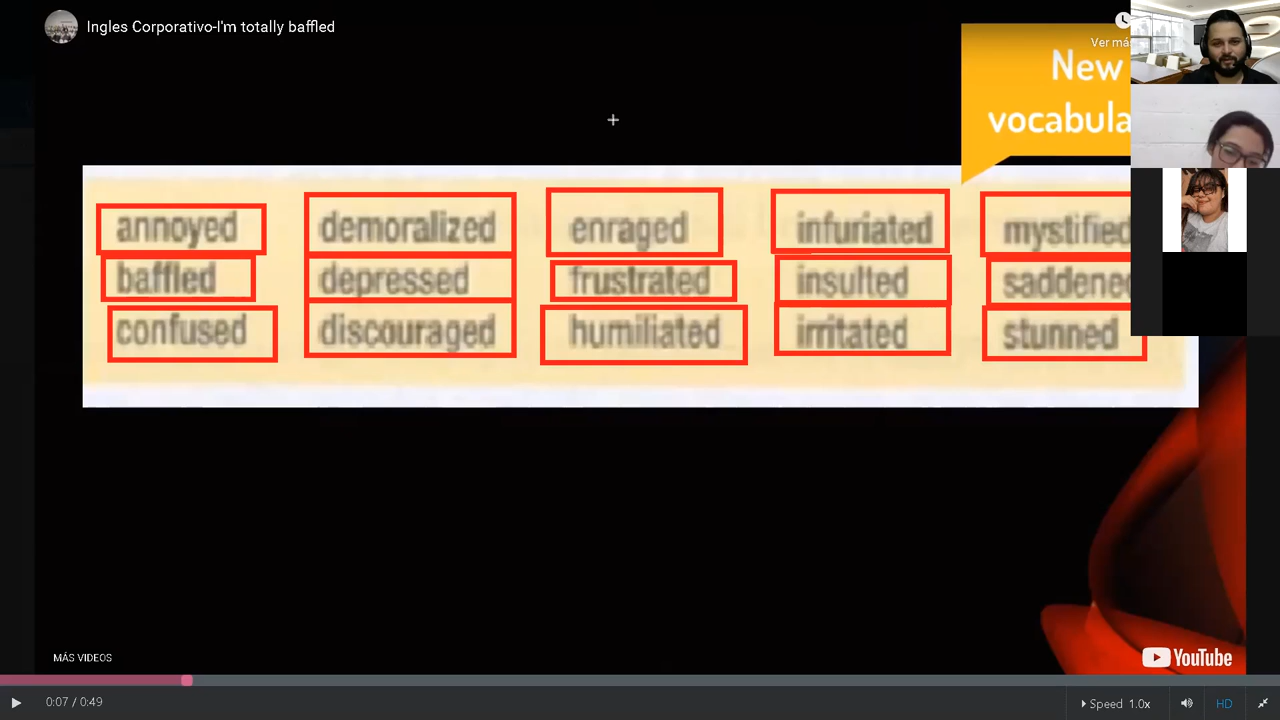 Ingles Corporativo-I'm totally baffled
Ver má
New
vocabula
annoyed demoralized enraged infuriated mystified
baffled depressed frustrated insulted saddened
confused discouraged humiliated irritated stunned
MÁS VIDEOS
YouTube
0:07 / 0:49
Speed 1.0x
HD